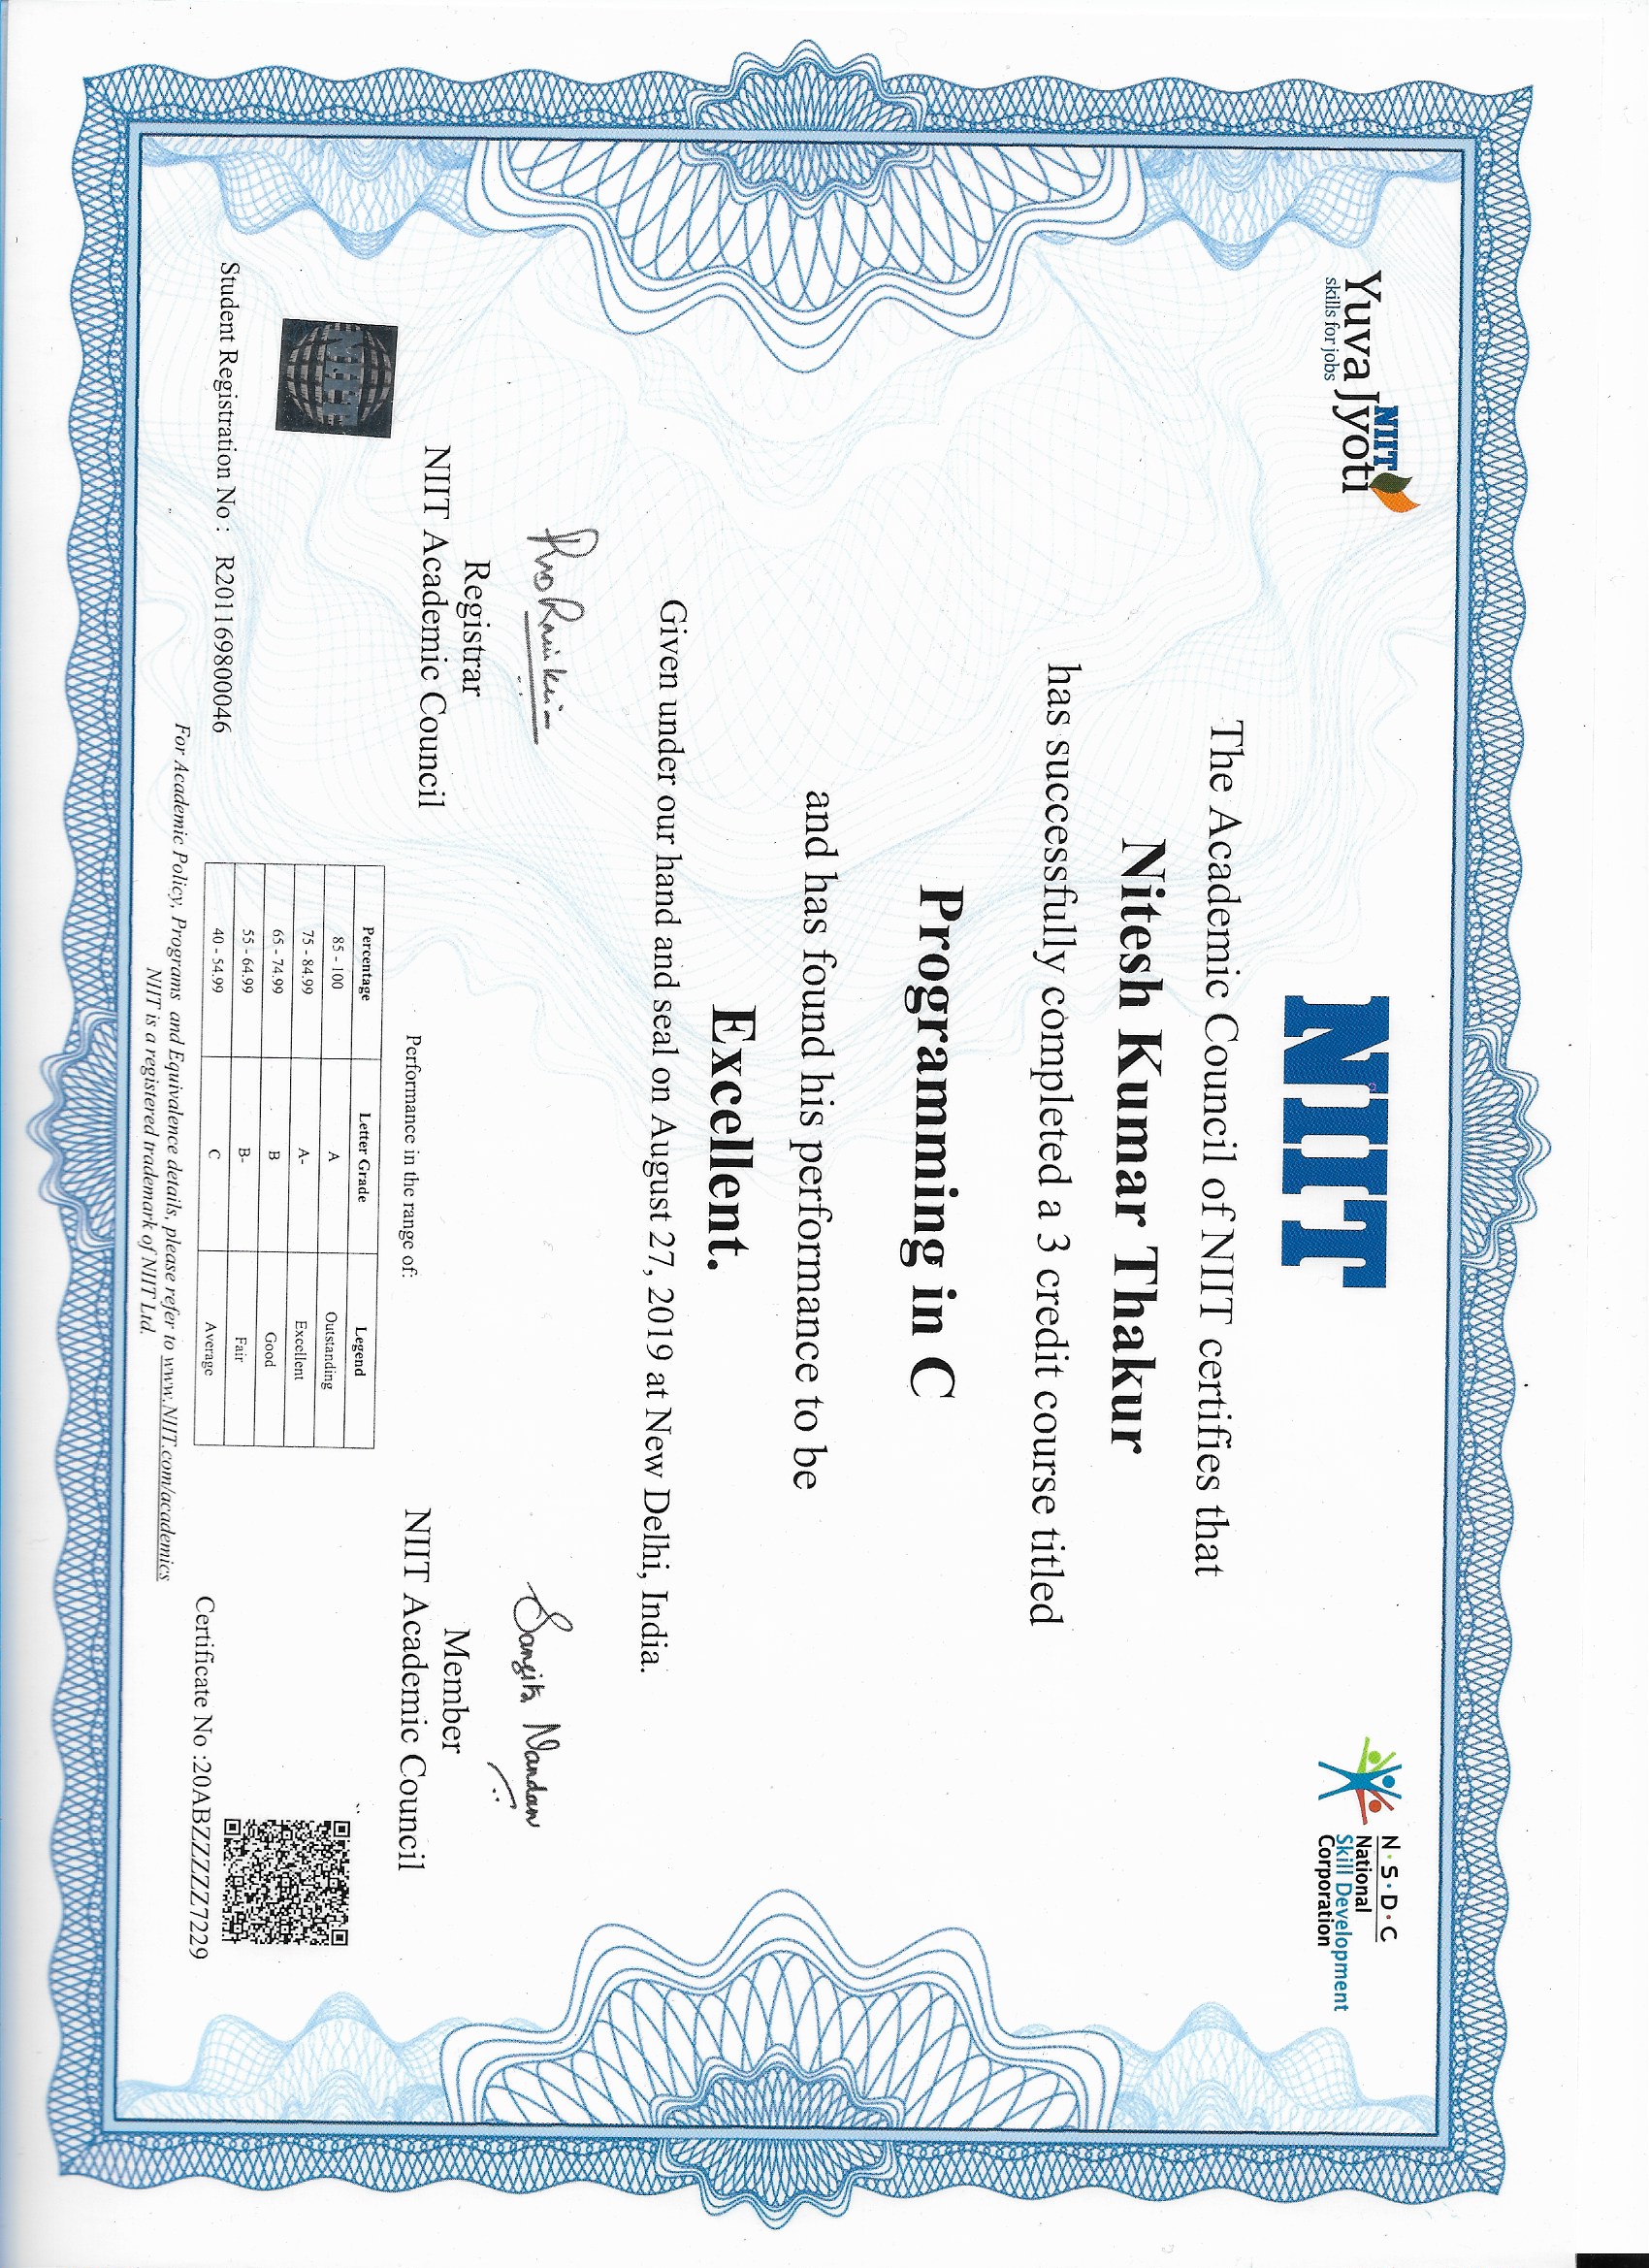 NIIT
Yuva Jyoti
skills for jobs
NIIT
N·S·D·C
National
Skill Development
Corporation
The Academic Council of NIIT certifies that
Nitesh Kumar Thakur
has successfully completed a 3 credit course titled
Programming in C
and has found his performance to be
Excellent.
Given under our hand and seal on August 27, 2019 at New Delhi, India.
Sangita Nandan
Registrar
NIIT Academic Council
Member
NIIT Academic Council
Performance in the range of:
Percentage Letter Grade Legend
85 - 100 A Outstanding
75 - 84.99 A- Excellent
65 - 74.99 B Good
55 - 64.99 B- Fair
40 - 54.99 C Average
NIIT
Student Registration No : R201169800046
Certificate No :20ABZZZZZ7229
For Academic Policy, Programs and Equivalence details, please refer to www.NIIT.com/academics
NIIT is a registered trademark of NIIT Ltd.